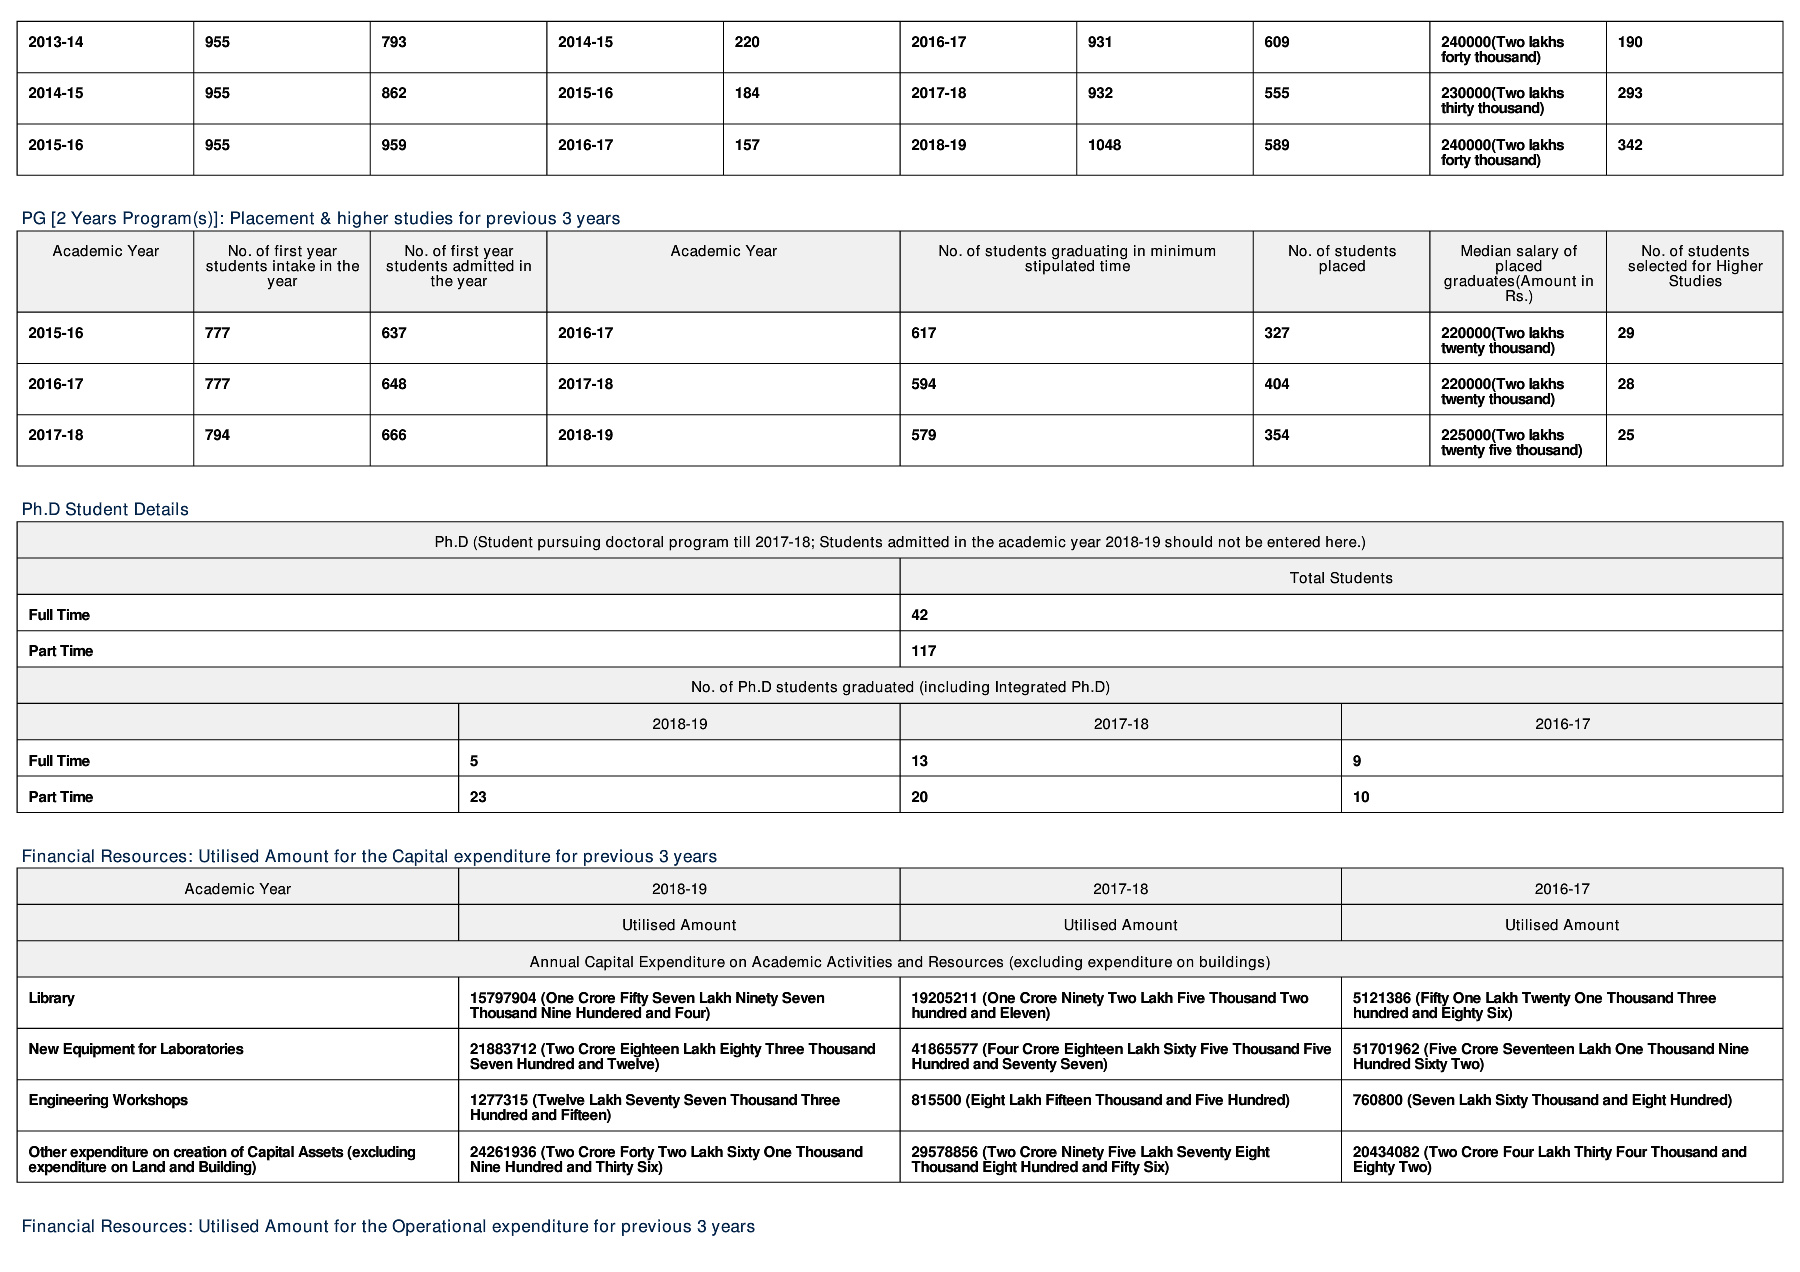 2013-14 955 793 2014-15 220 2016-17 931 609 240000(Two lakhs forty thousand) 190
2014-15 955 862 2015-16 184 2017-18 932 555 230000(Two lakhs thirty thousand) 293
2015-16 955 959 2016-17 157 2018-19 1048 589 240000(Two lakhs forty thousand) 342
PG [2 Years Program(s)]: Placement & higher studies for previous 3 years
Academic Year No. of first year students intake in the year No. of first year students admitted in the year Academic Year No. of students graduating in minimum stipulated time No. of students placed Median salary of placed graduates(Amount in Rs.) No. of students selected for Higher Studies
2015-16 777 637 2016-17 617 327 220000(Two lakhs twenty thousand) 29
2016-17 777 648 2017-18 594 404 220000(Two lakhs twenty thousand) 28
2017-18 794 666 2018-19 579 354 225000(Two lakhs twenty five thousand) 25
Ph.D Student Details
Ph.D (Student pursuing doctoral program till 2017-18; Students admitted in the academic year 2018-19 should not be entered here.)
Total Students
Full Time 42
Part Time 117
No. of Ph.D students graduated (including Integrated Ph.D)
2018-19 2017-18 2016-17
Full Time 5 13 9
Part Time 23 20 10
Financial Resources: Utilised Amount for the Capital expenditure for previous 3 years
Academic Year 2018-19 2017-18 2016-17
Utilised Amount Utilised Amount Utilised Amount
Annual Capital Expenditure on Academic Activities and Resources (excluding expenditure on buildings)
Library 15797904 (One Crore Fifty Seven Lakh Ninety Seven Thousand Nine Hundered and Four) 19205211 (One Crore Ninety Two Lakh Five Thousand Two hundred and Eleven) 5121386 (Fifty One Lakh Twenty One Thousand Three hundred and Eighty Six)
New Equipment for Laboratories 21883712 (Two Crore Eighteen Lakh Eighty Three Thousand Seven Hundred and Twelve) 41865577 (Four Crore Eighteen Lakh Sixty Five Thousand Five Hundred and Seventy Seven) 51701962 (Five Crore Seventeen Lakh One Thousand Nine Hundred Sixty Two)
Engineering Workshops 1277315 (Twelve Lakh Seventy Seven Thousand Three Hundred and Fifteen) 815500 (Eight Lakh Fifteen Thousand and Five Hundred) 760800 (Seven Lakh Sixty Thousand and Eight Hundred)
Other expenditure on creation of Capital Assets (excluding expenditure on Land and Building) 24261936 (Two Crore Forty Two Lakh Sixty One Thousand Nine Hundred and Thirty Six) 29578856 (Two Crore Ninety Five Lakh Seventy Eight Thousand Eight Hundred and Fifty Six) 20434082 (Two Crore Four Lakh Thirty Four Thousand and Eighty Two)
Financial Resources: Utilised Amount for the Operational expenditure for previous 3 years